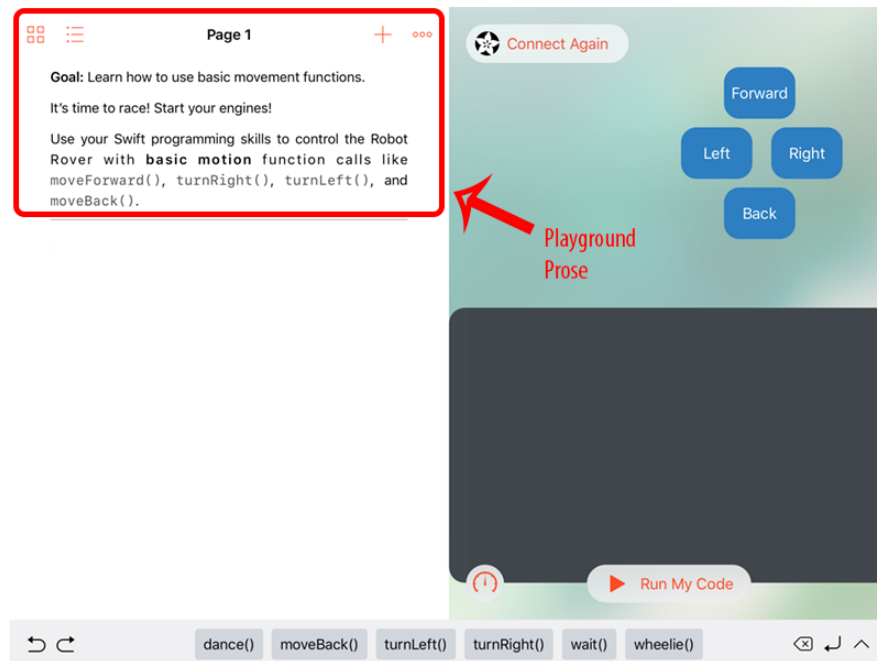 Page 1
Goal: Learn how to use basic movement functions.
It's time to race! Start your engines!
Use your Swift programming skills to control the Robot
Rover with basic motion function calls like
moveForward(), turnRight(), turnLeft(), and
moveBack().
Connect Again
Forward
Left
Right
Back
Playground
Prose
Run My Code
dance()
moveBack()
turnLeft()
turnRight()
wait()
wheelie()